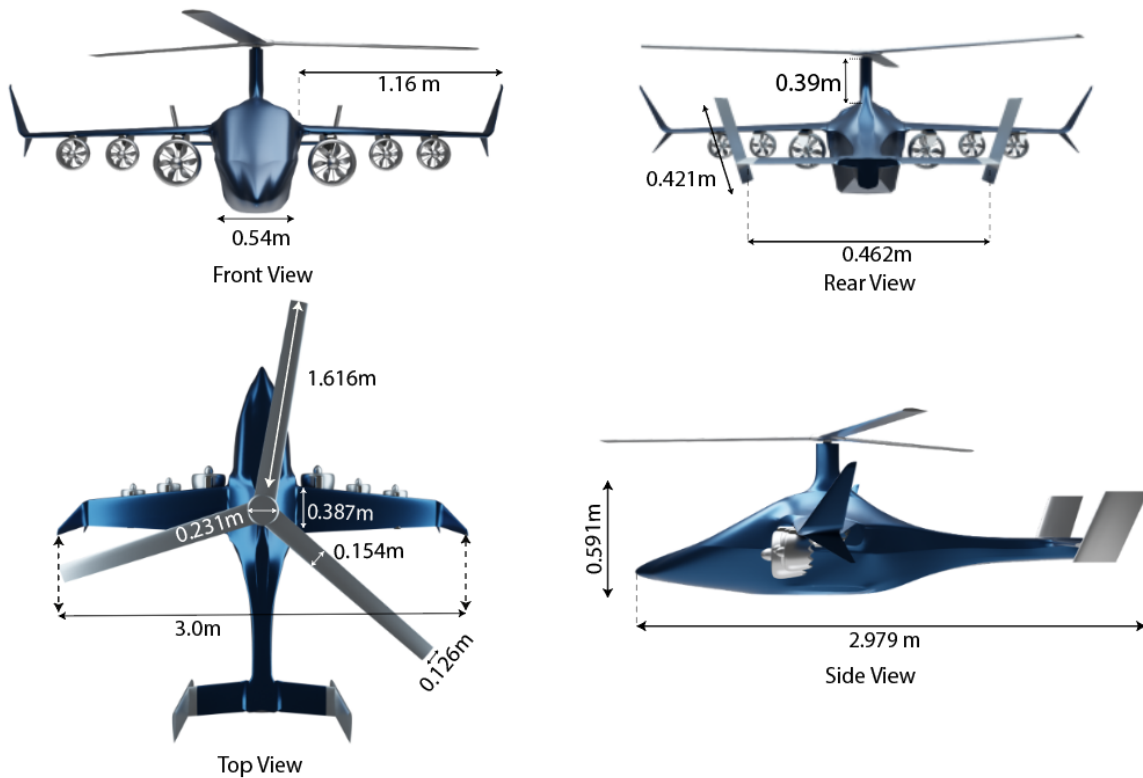 1.16 m
0.54m
Front View
0.39m
0.421m
0.462m
Rear View
1.616m
0.231m
0.387m
0.154m
3.0m
0.126m
Top View
0.591m
2.979 m
Side View